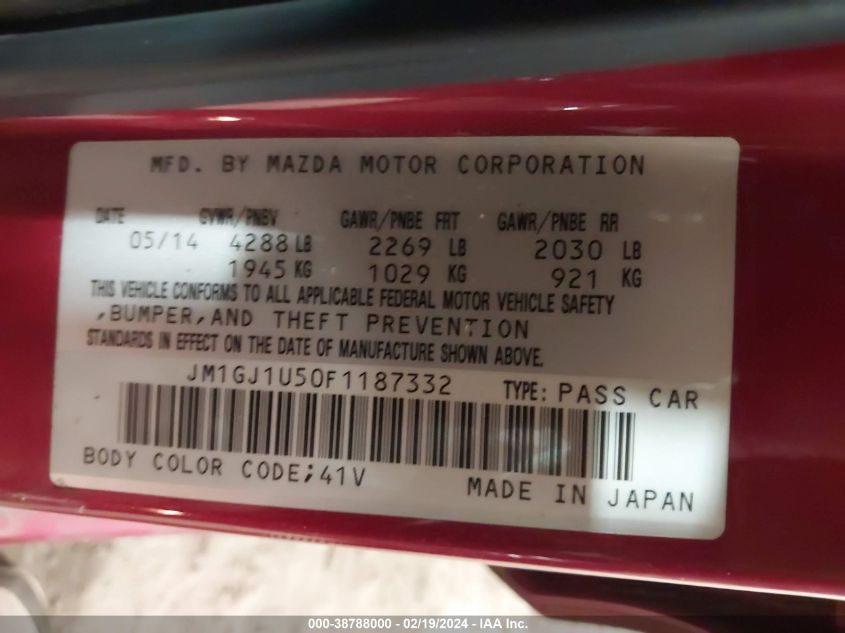 MFD. BY MAZDA MOTOR CORPORATION
DATE GVWR/PNBV GAWR/PNBE FRT GAWR/PNBE RR
05/14 4288 LB 2269 LB 2030 LB
1945 KG 1029 KG 921 KG
THIS VEHICLE CONFORMS TO ALL APPLICABLE FEDERAL MOTOR VEHICLE SAFETY
,BUMPER,AND THEFT PREVENTION
STANDARDS IN EFFECT ON THE DATE OF MANUFACTURE SHOWN ABOVE.
JM1GJ1U50F1187332 TYPE: PASS CAR
BODY COLOR CODE;41V
MADE IN JAPAN
000-38788000 - 02/19/2024 - IAA Inc.